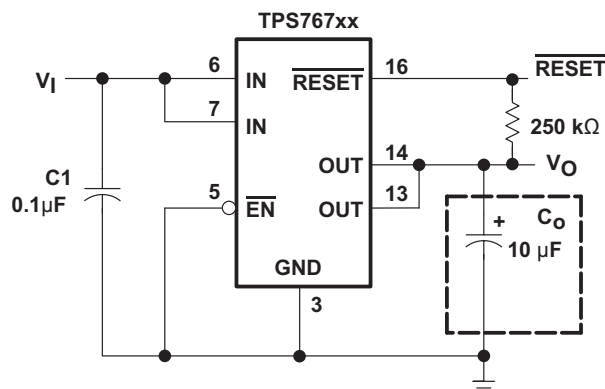 TPS767xx
V_I
6
IN
RESET
16
RESET
7
IN
250 kΩ
OUT
14
V_O
C1
0.1µF
5
EN
OUT
13
+
C_o
10 µF
GND
3